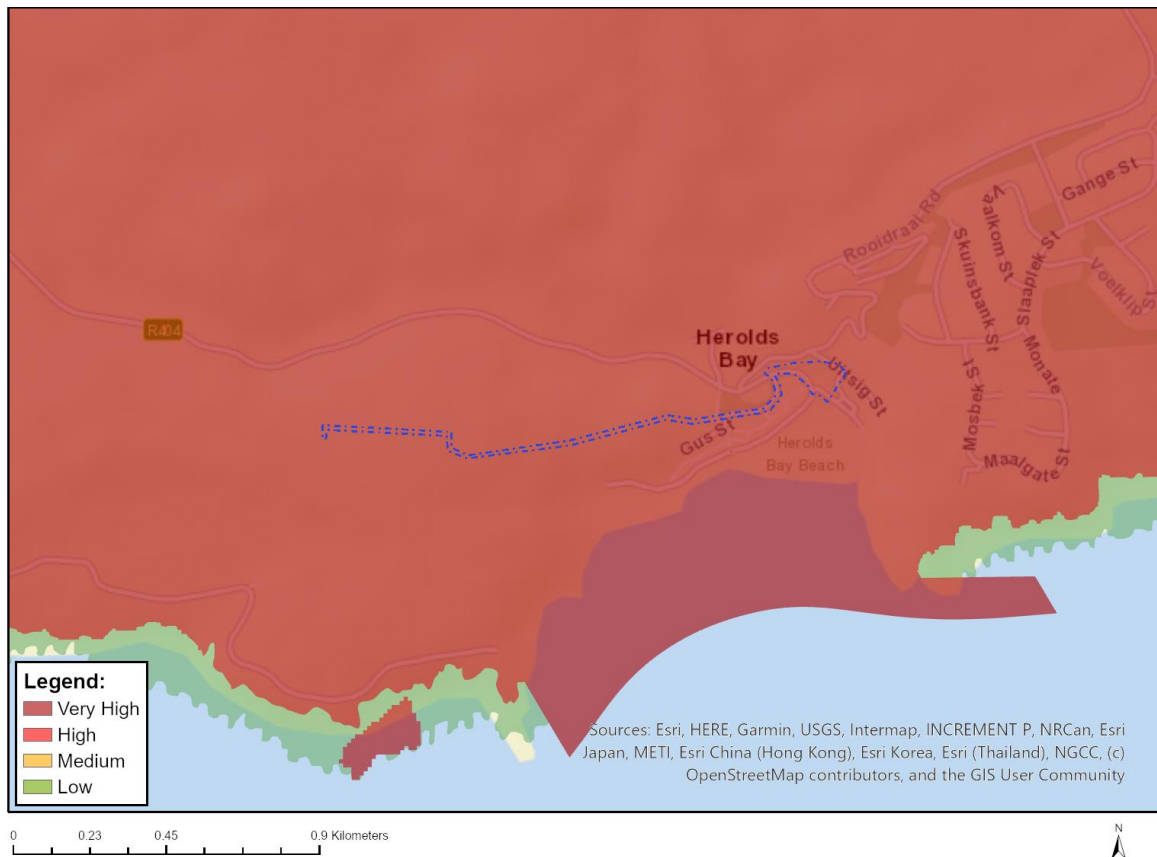 Gange St
Vaalkom St
Rooidraai Rd
Slaaplek St
Skuinsbank St
Voelklip St
R404
Herolds
Bay
Uitsig St
Monate
Mosbek St
Gus St
Herolds
Bay Beach
Maalgate St
Legend:
Very High
High
Medium
Low
Sources: Esri, HERE, Garmin, USGS, Intermap, INCREMENT P, NRCan, Esri
Japan, METI, Esri China (Hong Kong), Esri Korea, Esri (Thailand), NGCC, (c)
OpenStreetMap contributors, and the GIS User Community
0 0.23 0.45 0.9 Kilometers
N